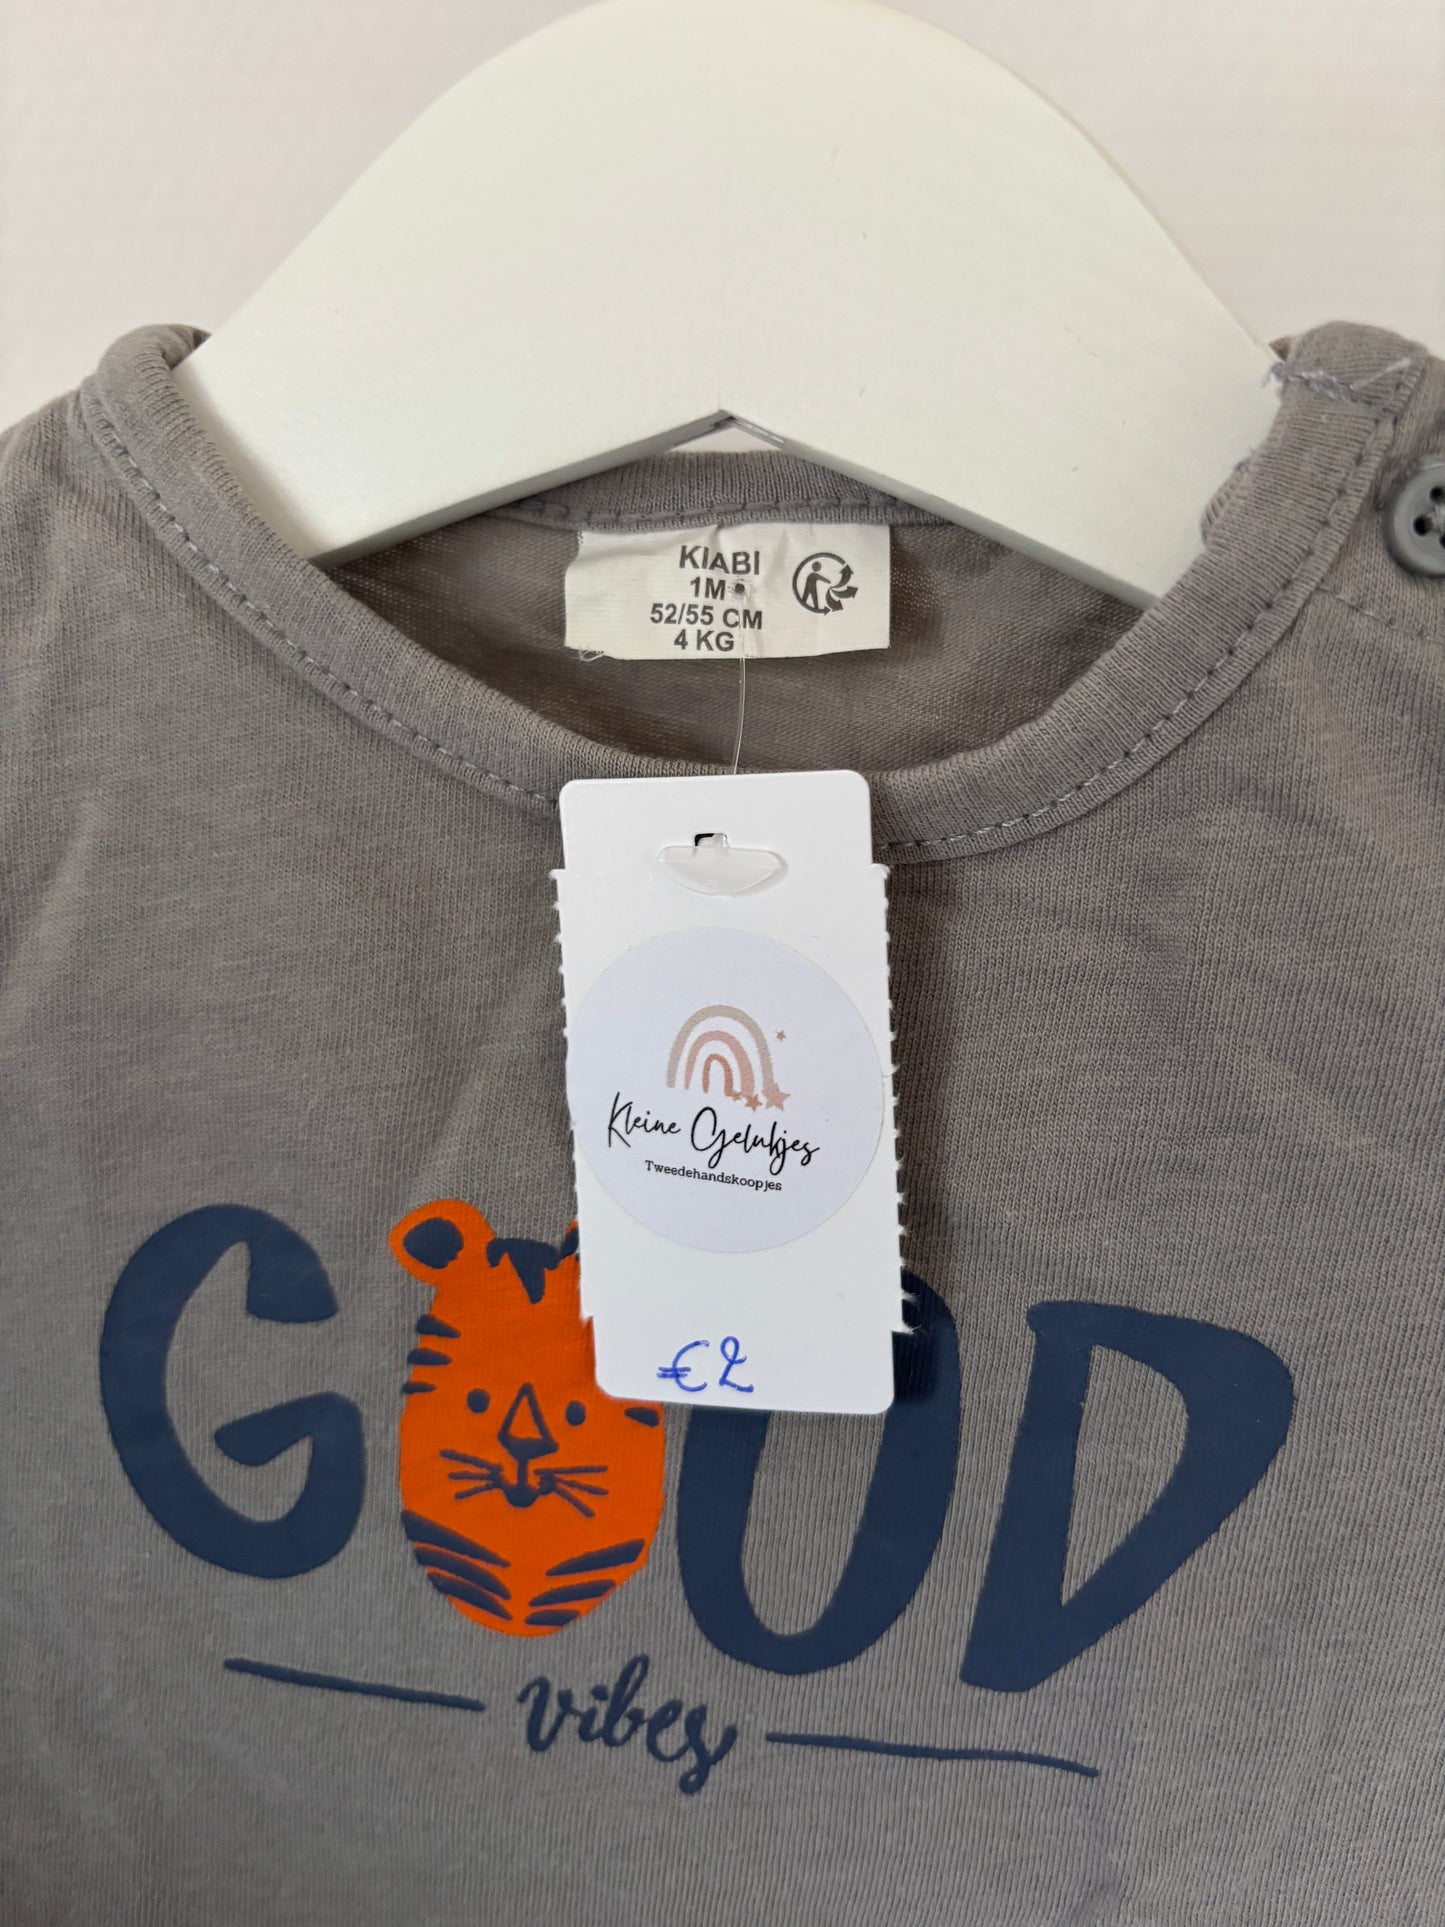 KIABI
1M
52/55 CM
4 KG
Kleine Gelukjes
Tweedehandskoopjes
€2
GOOD
vibes